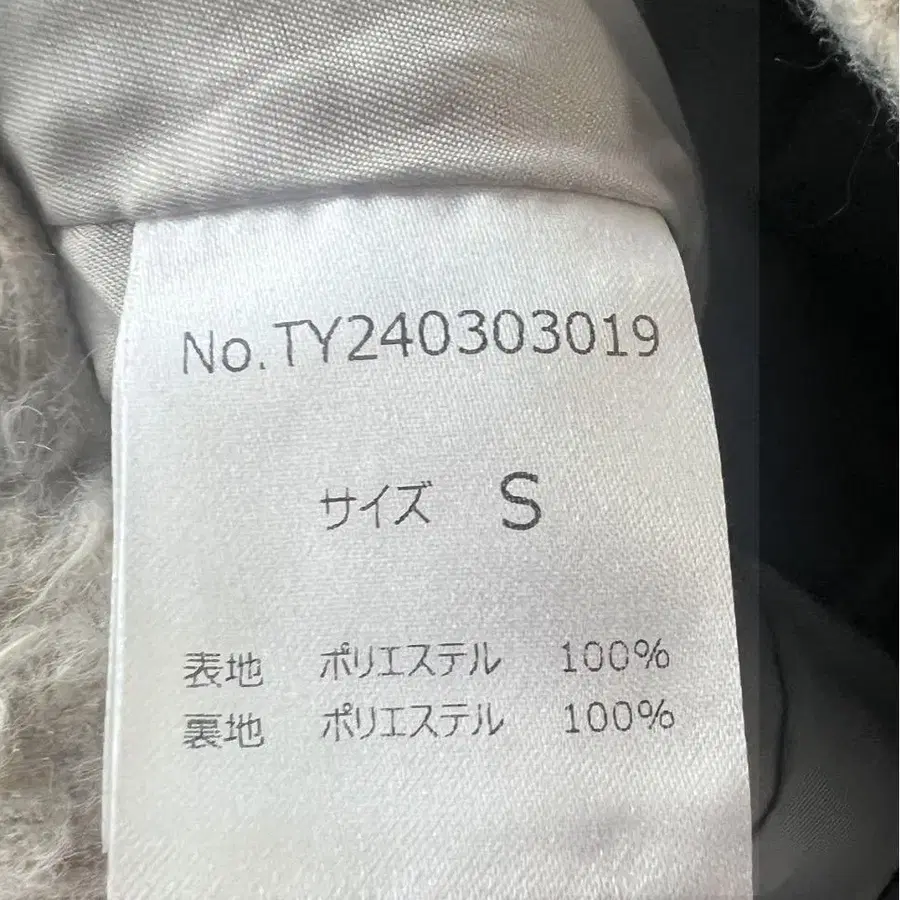 No.TY240303019
サイズ S
表地 ポリエステル 100%
裏地 ポリエステル 100%